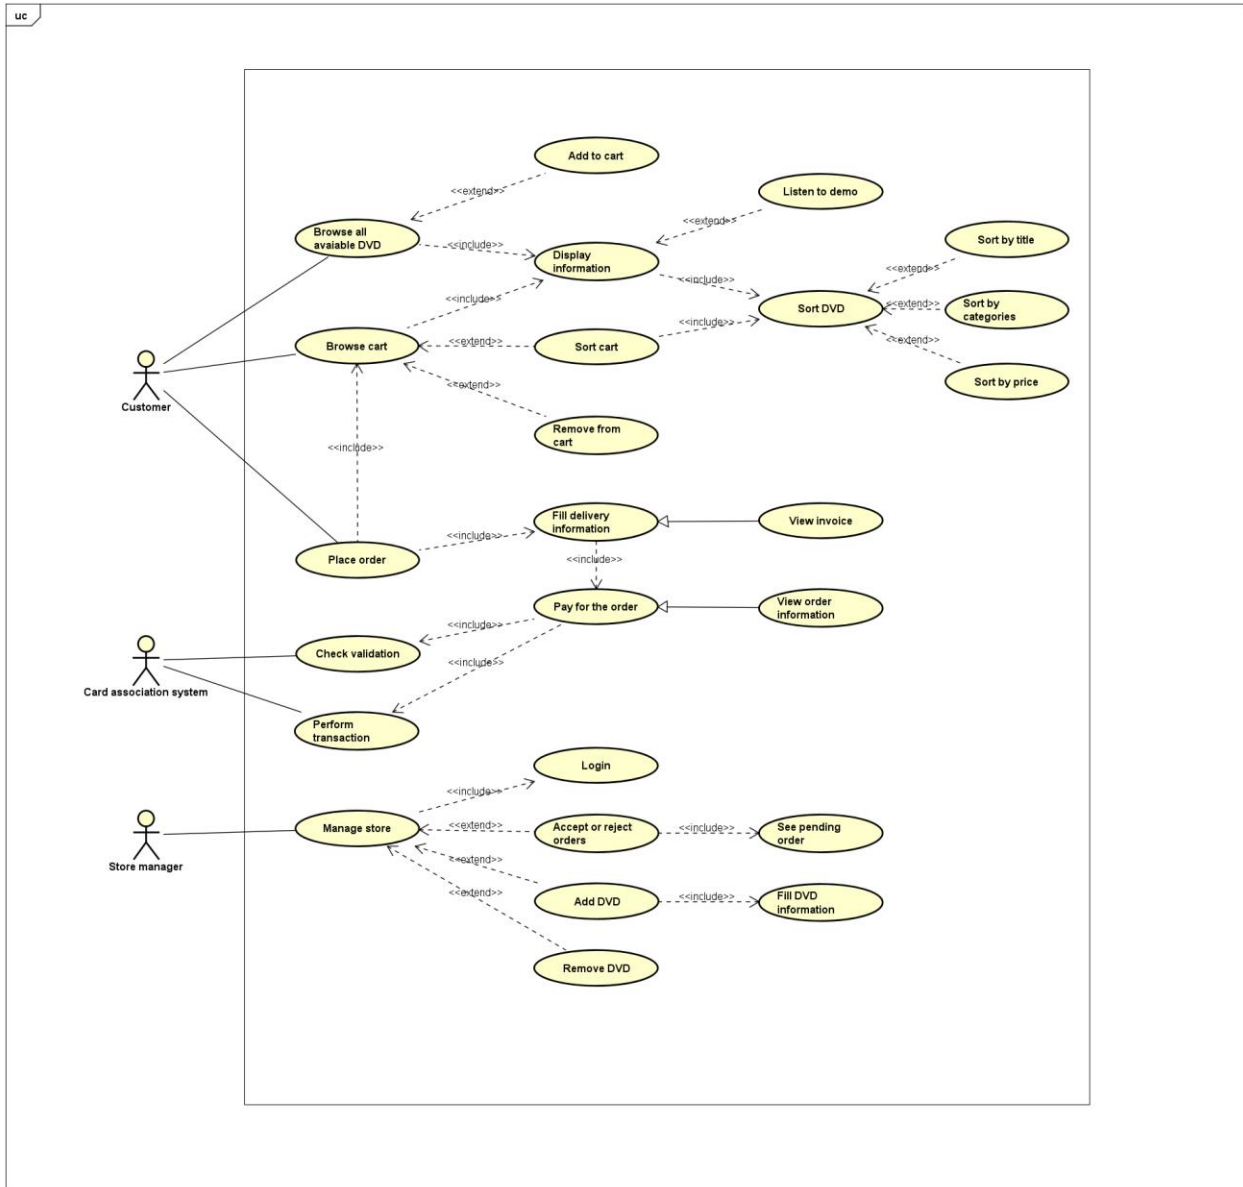 uc
Add to cart
<<extend>>
Listen to demo
<<extend>>
Browse all
avaiable DVD
<<include>>
Display
information
Sort by title
<<extend>>
<<include>>
<<include>>
Sort DVD
<<extend>>
Sort by
categories
<<include>>
<<extend>>
Browse cart
<<extend>>
Sort cart
Sort by price
<<extend>>
Customer
Remove from
cart
<<include>>
Fill delivery
information
View invoice
<<include>>
Place order
<<include>>
Pay for the order
View order
information
<<include>>
Check validation
<<include>>
Card association system
Perform
transaction
Login
<<include>>
Manage store
<<extend>>
Accept or reject
orders
<<include>>
See pending
order
Store manager
<<extend>>
<<extend>>
Add DVD
<<include>>
Fill DVD
information
Remove DVD